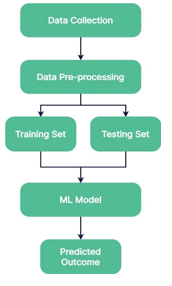 Data Collection
Data Pre-processing
Training Set
Testing Set
ML Model
Predicted
Outcome